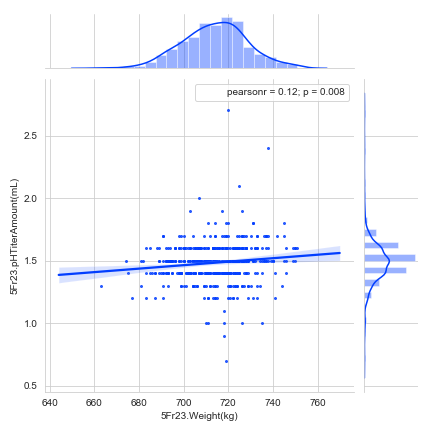 pearsonr = 0.12; p = 0.008
2.5
2.0
1.5
1.0
0.5
5Fr23.pHTiterAmount(mL)
640 660 680 700 720 740 760
5Fr23.Weight(kg)